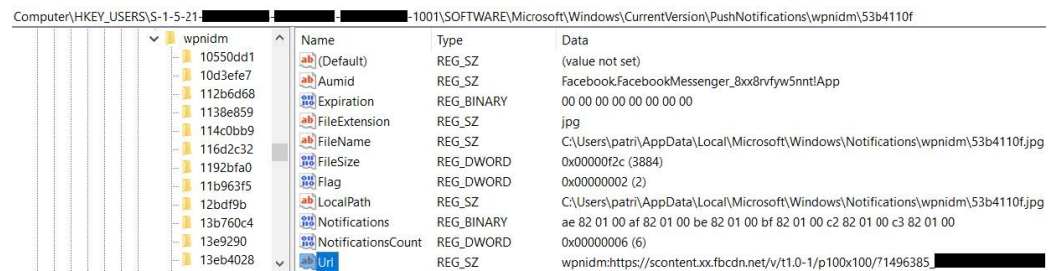 Computer\HKEY_USERS\S-1-5-21- - - -1001\SOFTWARE\Microsoft\Windows\CurrentVersion\PushNotifications\wpnidm\53b4110f
wpnidm Name Type Data
10550dd1 (Default) REG_SZ (value not set)
10d3efe7 Aumid REG_SZ Facebook.FacebookMessenger_8xx8rvfyw5nnt!App
112b6d68 Expiration REG_BINARY 00 00 00 00 00 00 00 00
1138e859 FileExtension REG_SZ jpg
114c0bb9 FileName REG_SZ C:\Users\patri\AppData\Local\Microsoft\Windows\Notifications\wpnidm\53b4110f.jpg
116d2c32 FileSize REG_DWORD 0x00000f2c (3884)
1192bfa0 Flag REG_DWORD 0x00000002 (2)
11b963f5 LocalPath REG_SZ C:\Users\patri\AppData\Local\Microsoft\Windows\Notifications\wpnidm\53b4110f.jpg
12bdf9b Notifications REG_BINARY ae 82 01 00 af 82 01 00 be 82 01 00 bf 82 01 00 c2 82 01 00 c3 82 01 00
13b760c4 NotificationsCount REG_DWORD 0x00000006 (6)
13e9290 Url REG_SZ wpnidm:https://scontent.xx.fbcdn.net/v/t1.0-1/p100x100/?1496385_
13eb4028